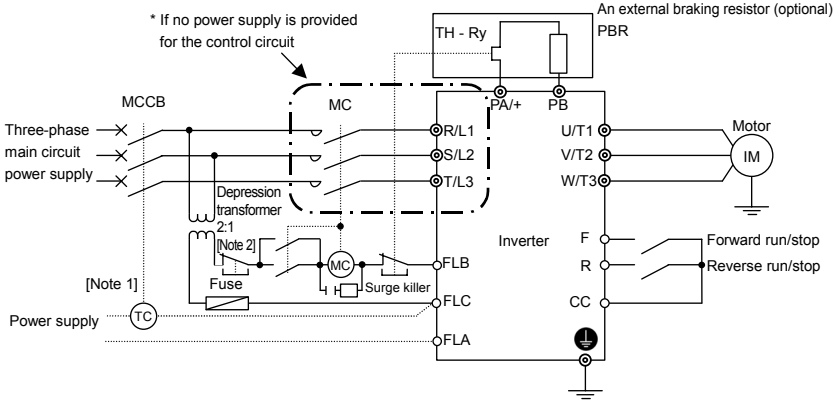 An external braking resistor (optional)
* If no power supply is provided
for the control circuit
TH - Ry
PBR
MCCB
MC
PA/+
PB
Three-phase
main circuit
power supply
R/L1
S/L2
T/L3
U/T1
V/T2
W/T3
Motor
IM
Depression
transformer
2:1
[Note 2]
Inverter
F
Forward run/stop
MC
FLB
R
Reverse run/stop
[Note 1]
Fuse
Surge killer
FLC
CC
Power supply
TC
FLA